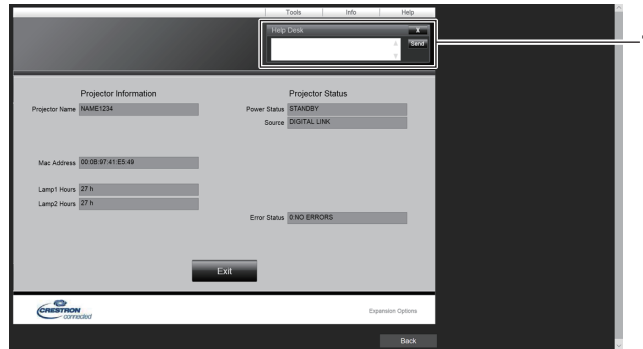 Tools Info Help
Help Desk X
Send
Projector Information Projector Status
Projector Name NAME1234 Power Status STANDBY
Source DIGITAL LINK
Mac Address 00:0B:97:41:E5:49
Lamp1 Hours 27 h
Lamp2 Hours 27 h
Error Status 0:NO ERRORS
Exit
CRESTRON
connected
Expansion Options
Back